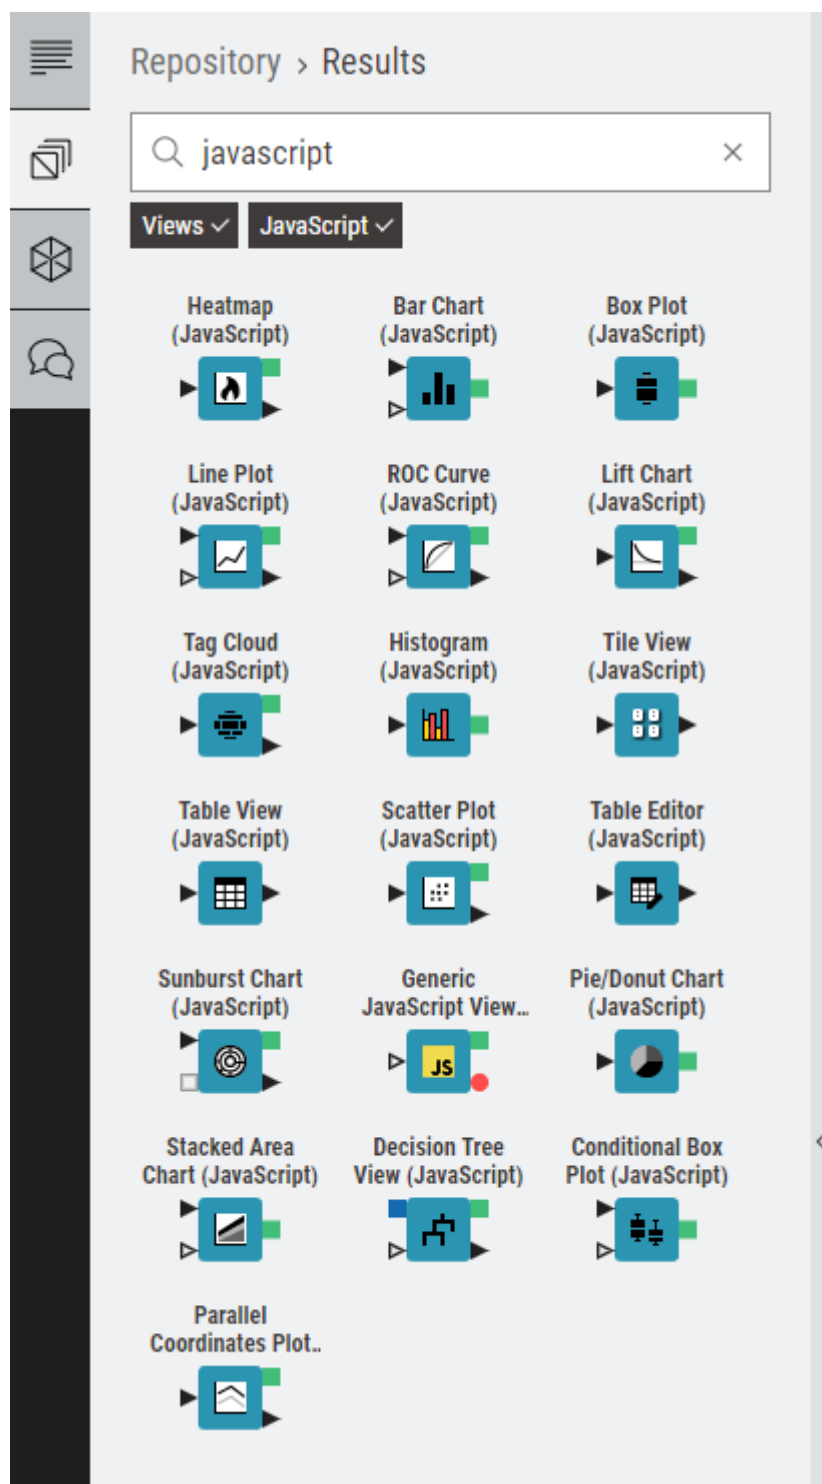 Repository › Results
javascript
Views JavaScript
Heatmap
(JavaScript)
Bar Chart
(JavaScript)
Box Plot
(JavaScript)
Line Plot
(JavaScript)
ROC Curve
(JavaScript)
Lift Chart
(JavaScript)
Tag Cloud
(JavaScript)
Histogram
(JavaScript)
Tile View
(JavaScript)
Table View
(JavaScript)
Scatter Plot
(JavaScript)
Table Editor
(JavaScript)
Sunburst Chart
(JavaScript)
Generic
JavaScript View...
JS
Pie/Donut Chart
(JavaScript)
Stacked Area
Chart (JavaScript)
Decision Tree
View (JavaScript)
Conditional Box
Plot (JavaScript)
Parallel
Coordinates Plot..